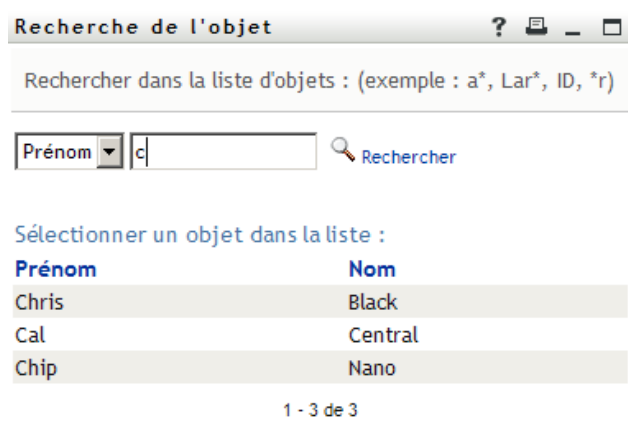 Recherche de l'objet ?
Rechercher dans la liste d'objets : (exemple : a*, Lar*, ID, *r)
Prénom c Rechercher
Sélectionner un objet dans la liste :
Prénom Nom
Chris Black
Cal Central
Chip Nano
1 - 3 de 3